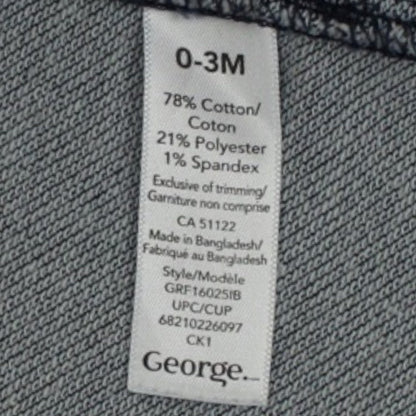 0-3M
78% Cotton/
Coton
21% Polyester
1% Spandex
Exclusive of trimming/
Garniture non comprise
CA 51122
Made in Bangladesh/
Fabriqué au Bangladesh
Style/Modèle
GRF16025IB
UPC/CUP
68210226097
CK1
George.